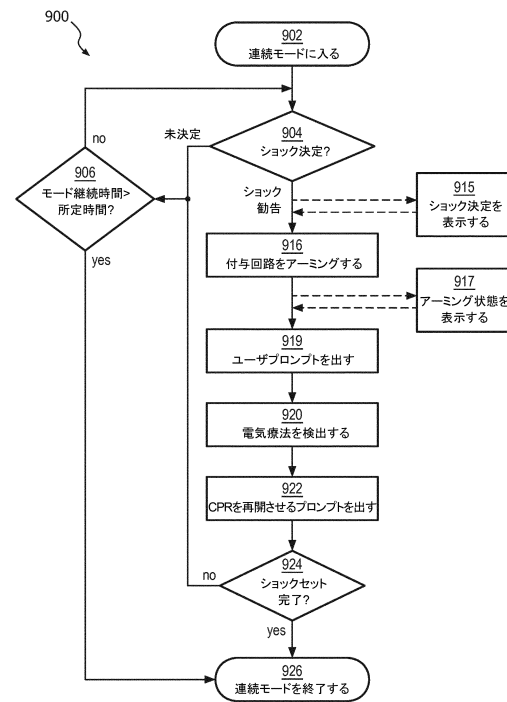 900
902
連続モードに入る
未決定
904
ショック決定?
no
906
モード継続時間>
所定時間?
yes
ショック
勧告
915
ショック決定を
表示する
916
付与回路をアーミングする
917
アーミング状態を
表示する
919
ユーザプロンプトを出す
920
電気療法を検出する
922
CPRを再開させるプロンプトを出す
924
ショックセット
完了?
no
yes
926
連続モードを終了する